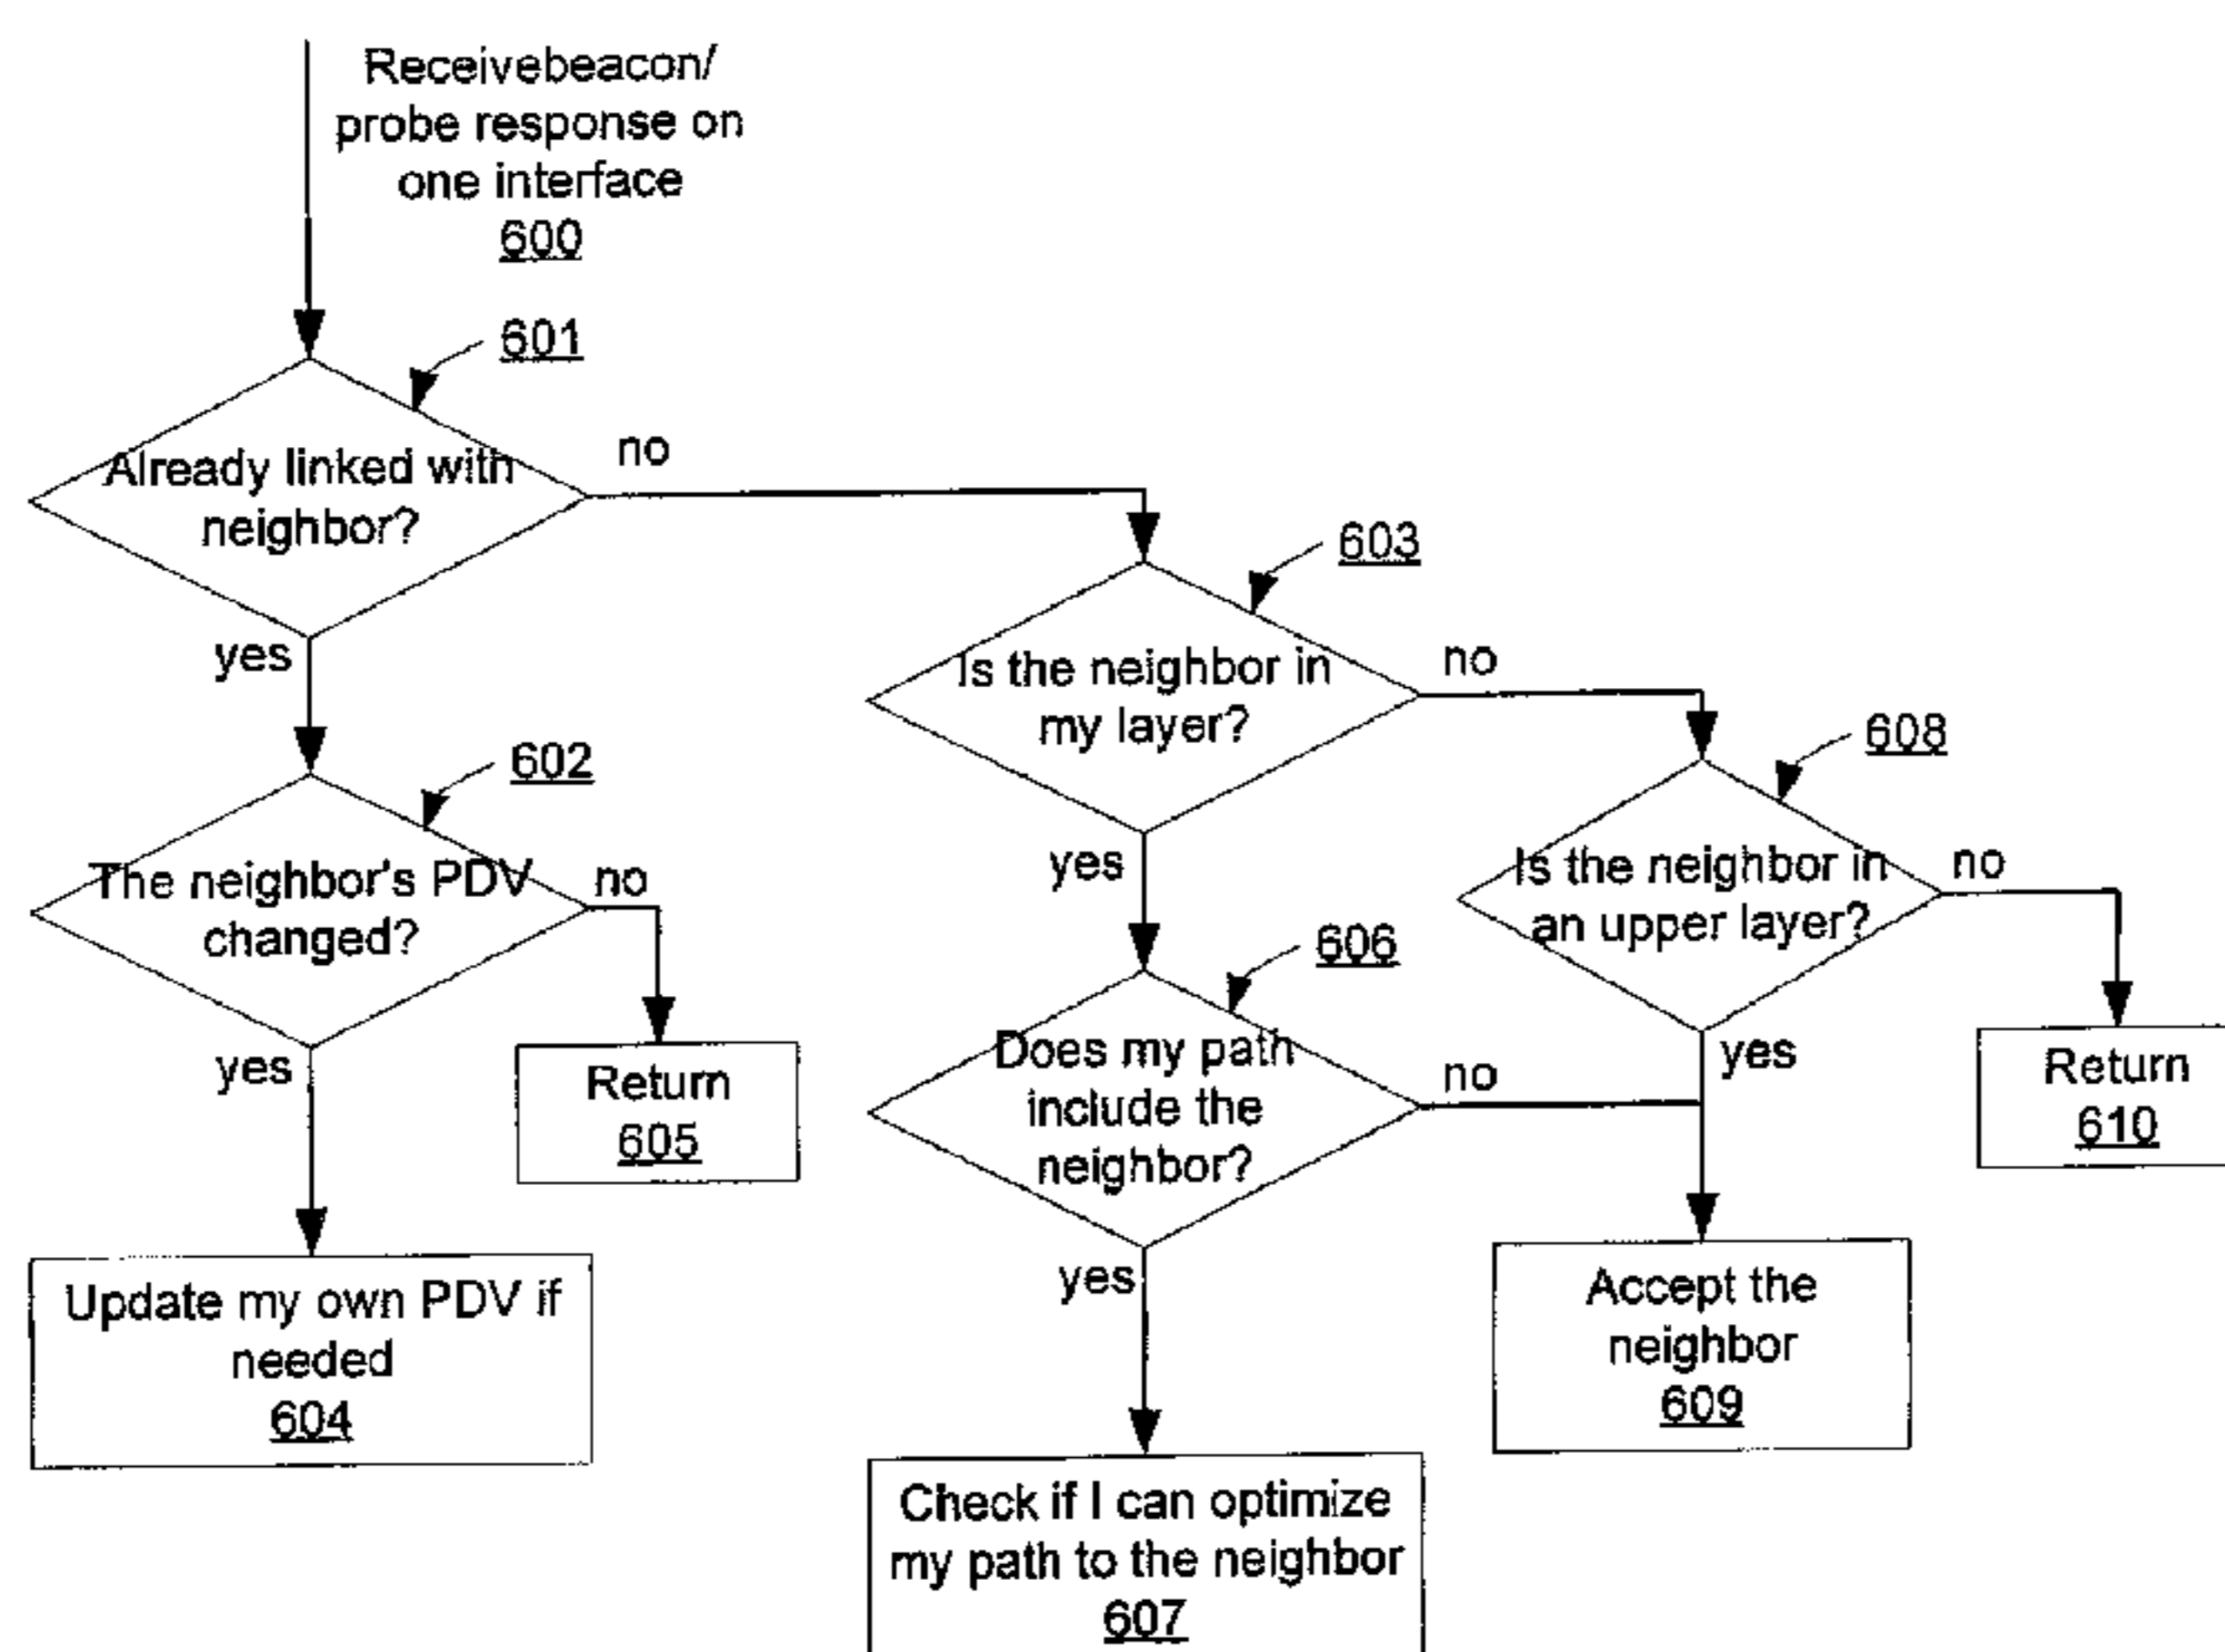 Receivebeacon/
probe response on
one interface
600
601
Already linked with
neighbor?
no
yes
603
Is the neighbor in
my layer?
no
yes
602
The neighbor's PDV
changed?
no
yes
608
Is the neighbor in
an upper layer?
no
yes
606
Does my path
include the
neighbor?
no
yes
Return
605
Return
610
Update my own PDV if
needed
604
Accept the
neighbor
609
Check if I can optimize
my path to the neighbor
607